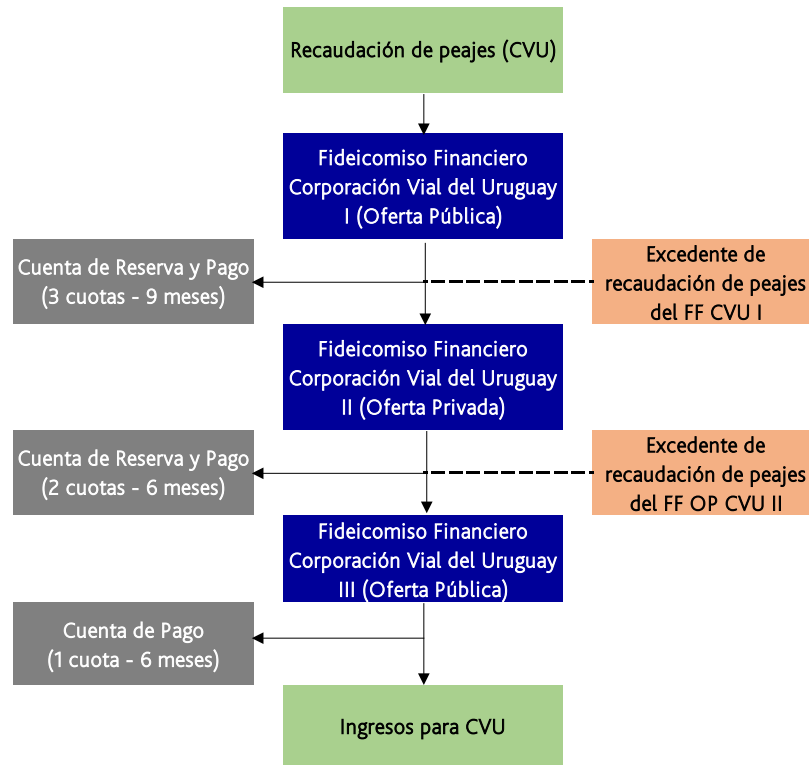 Recaudación de peajes (CVU)
Fideicomiso Financiero
Corporación Vial del Uruguay
I (Oferta Pública)
Cuenta de Reserva y Pago
(3 cuotas - 9 meses)
Excedente de
recaudación de peajes
del FF CVU I
Fideicomiso Financiero
Corporación Vial del Uruguay
II (Oferta Privada)
Cuenta de Reserva y Pago
(2 cuotas - 6 meses)
Excedente de
recaudación de peajes
del FF OP CVU II
Fideicomiso Financiero
Corporación Vial del Uruguay
III (Oferta Pública)
Cuenta de Pago
(1 cuota - 6 meses)
Ingresos para CVU